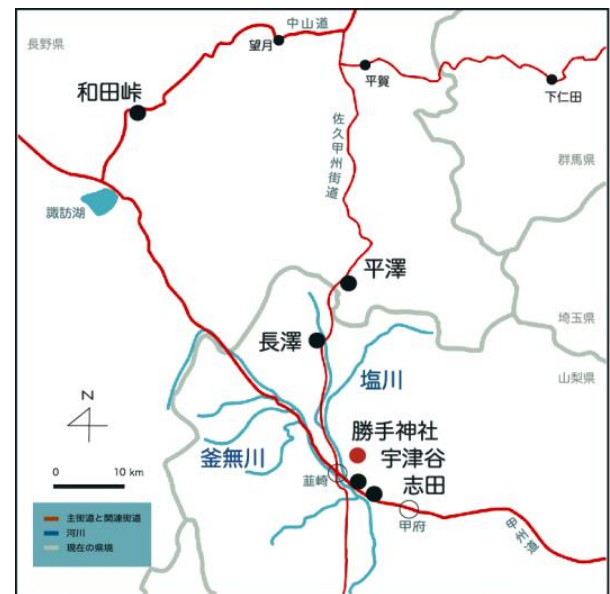 中山道
長野県
望月
平賀
和田峠
下仁田
佐久甲州街道
群馬県
諏訪湖
平澤
埼玉県
長澤
塩川
山梨県
N
勝手神社
宇津谷
釜無川
韮崎
志田
0 10 km
甲府
甲州道
主街道と関連街道
河川
現在の県境